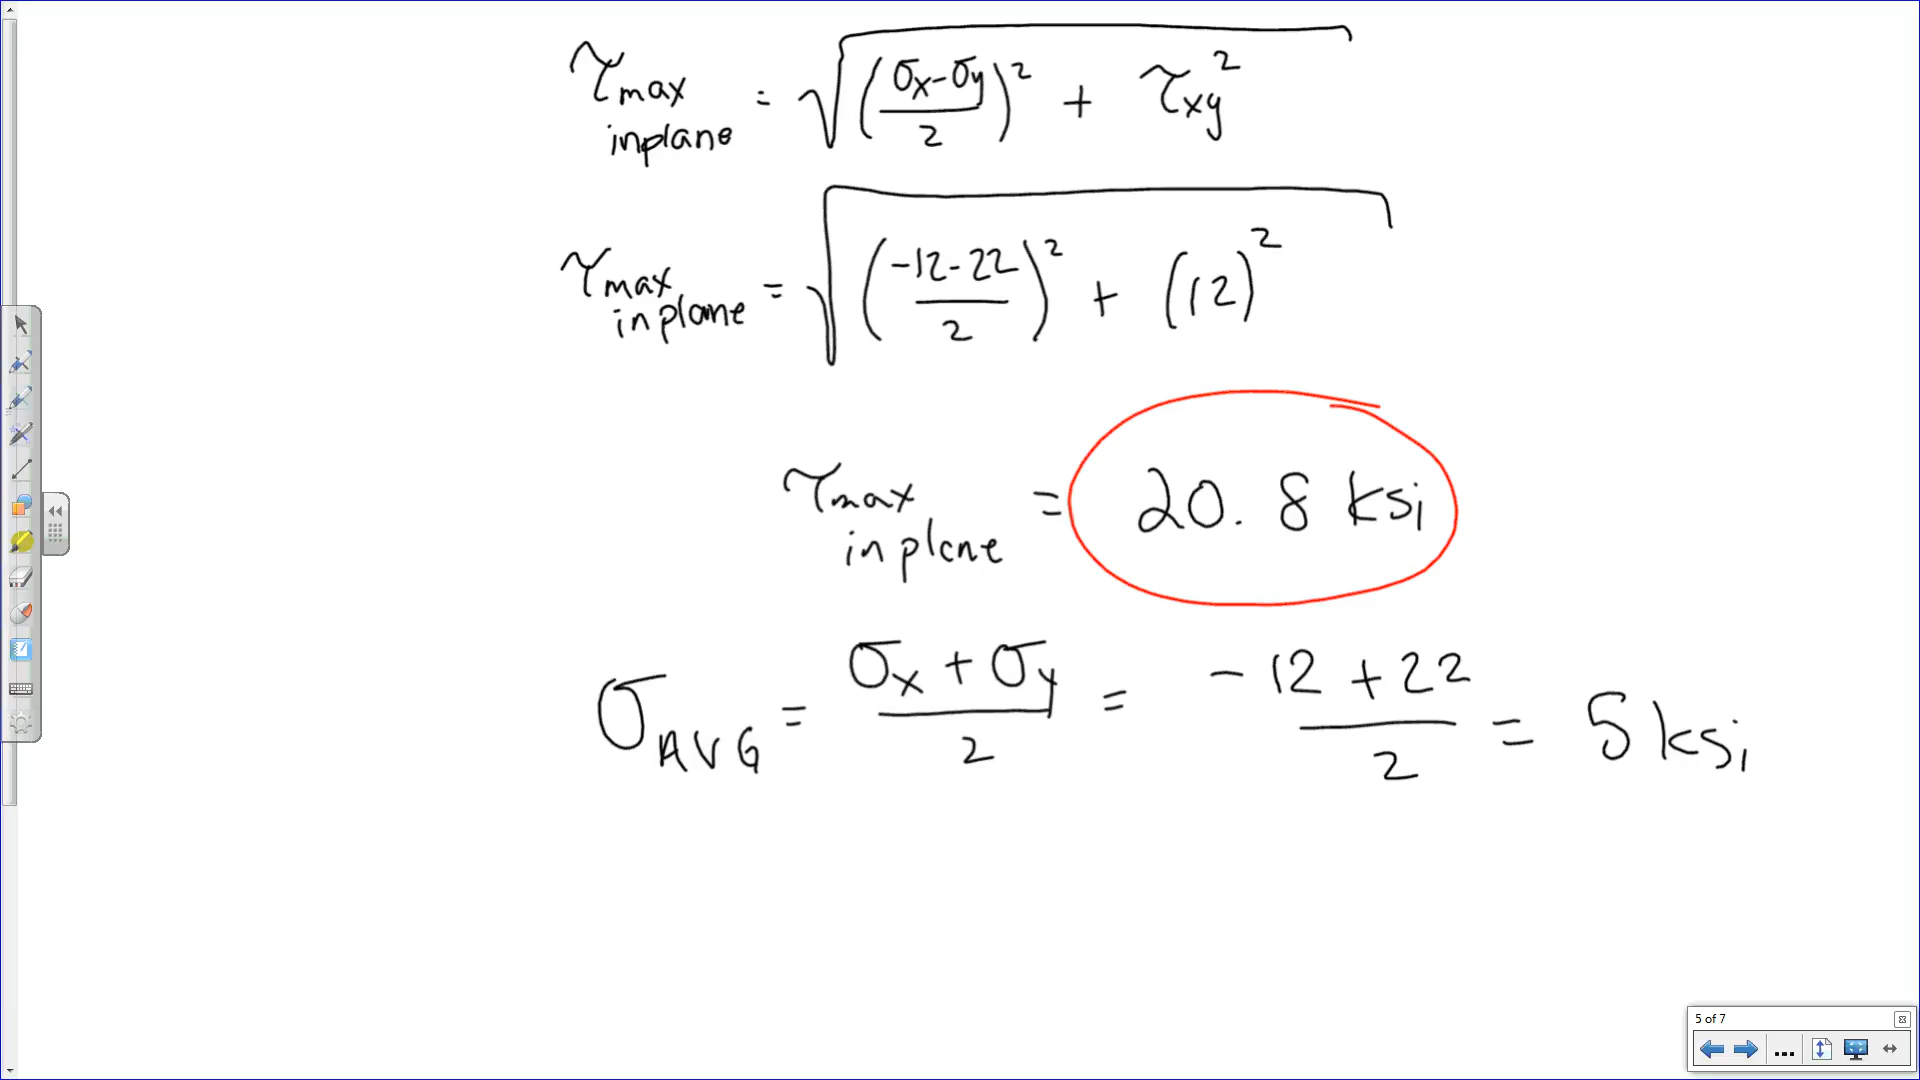 τmax inplane = √((σx-σy)/2)² + τxy²
τmax inplane = √((-12-22)/2)² + (12)²
τmax inplane = 20.8 ksi
σAVG = (σx + σy)/2 = (-12 + 22)/2 = 5 ksi
5 of 7